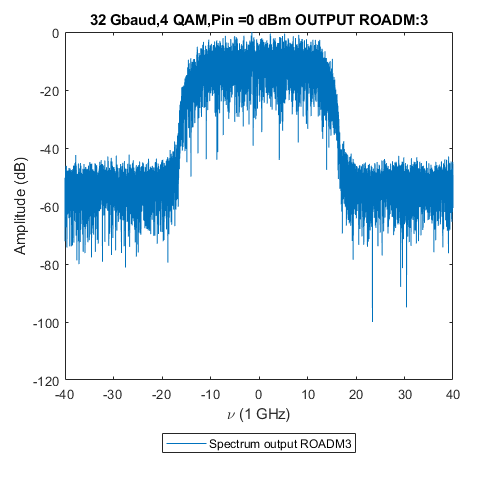 32 Gbaud,4 QAM,Pin =0 dBm OUTPUT ROADM:3
Amplitude (dB)
0
-20
-40
-60
-80
-100
-120
-40 -30 -20 -10 0 10 20 30 40
ν (1 GHz)
Spectrum output ROADM3